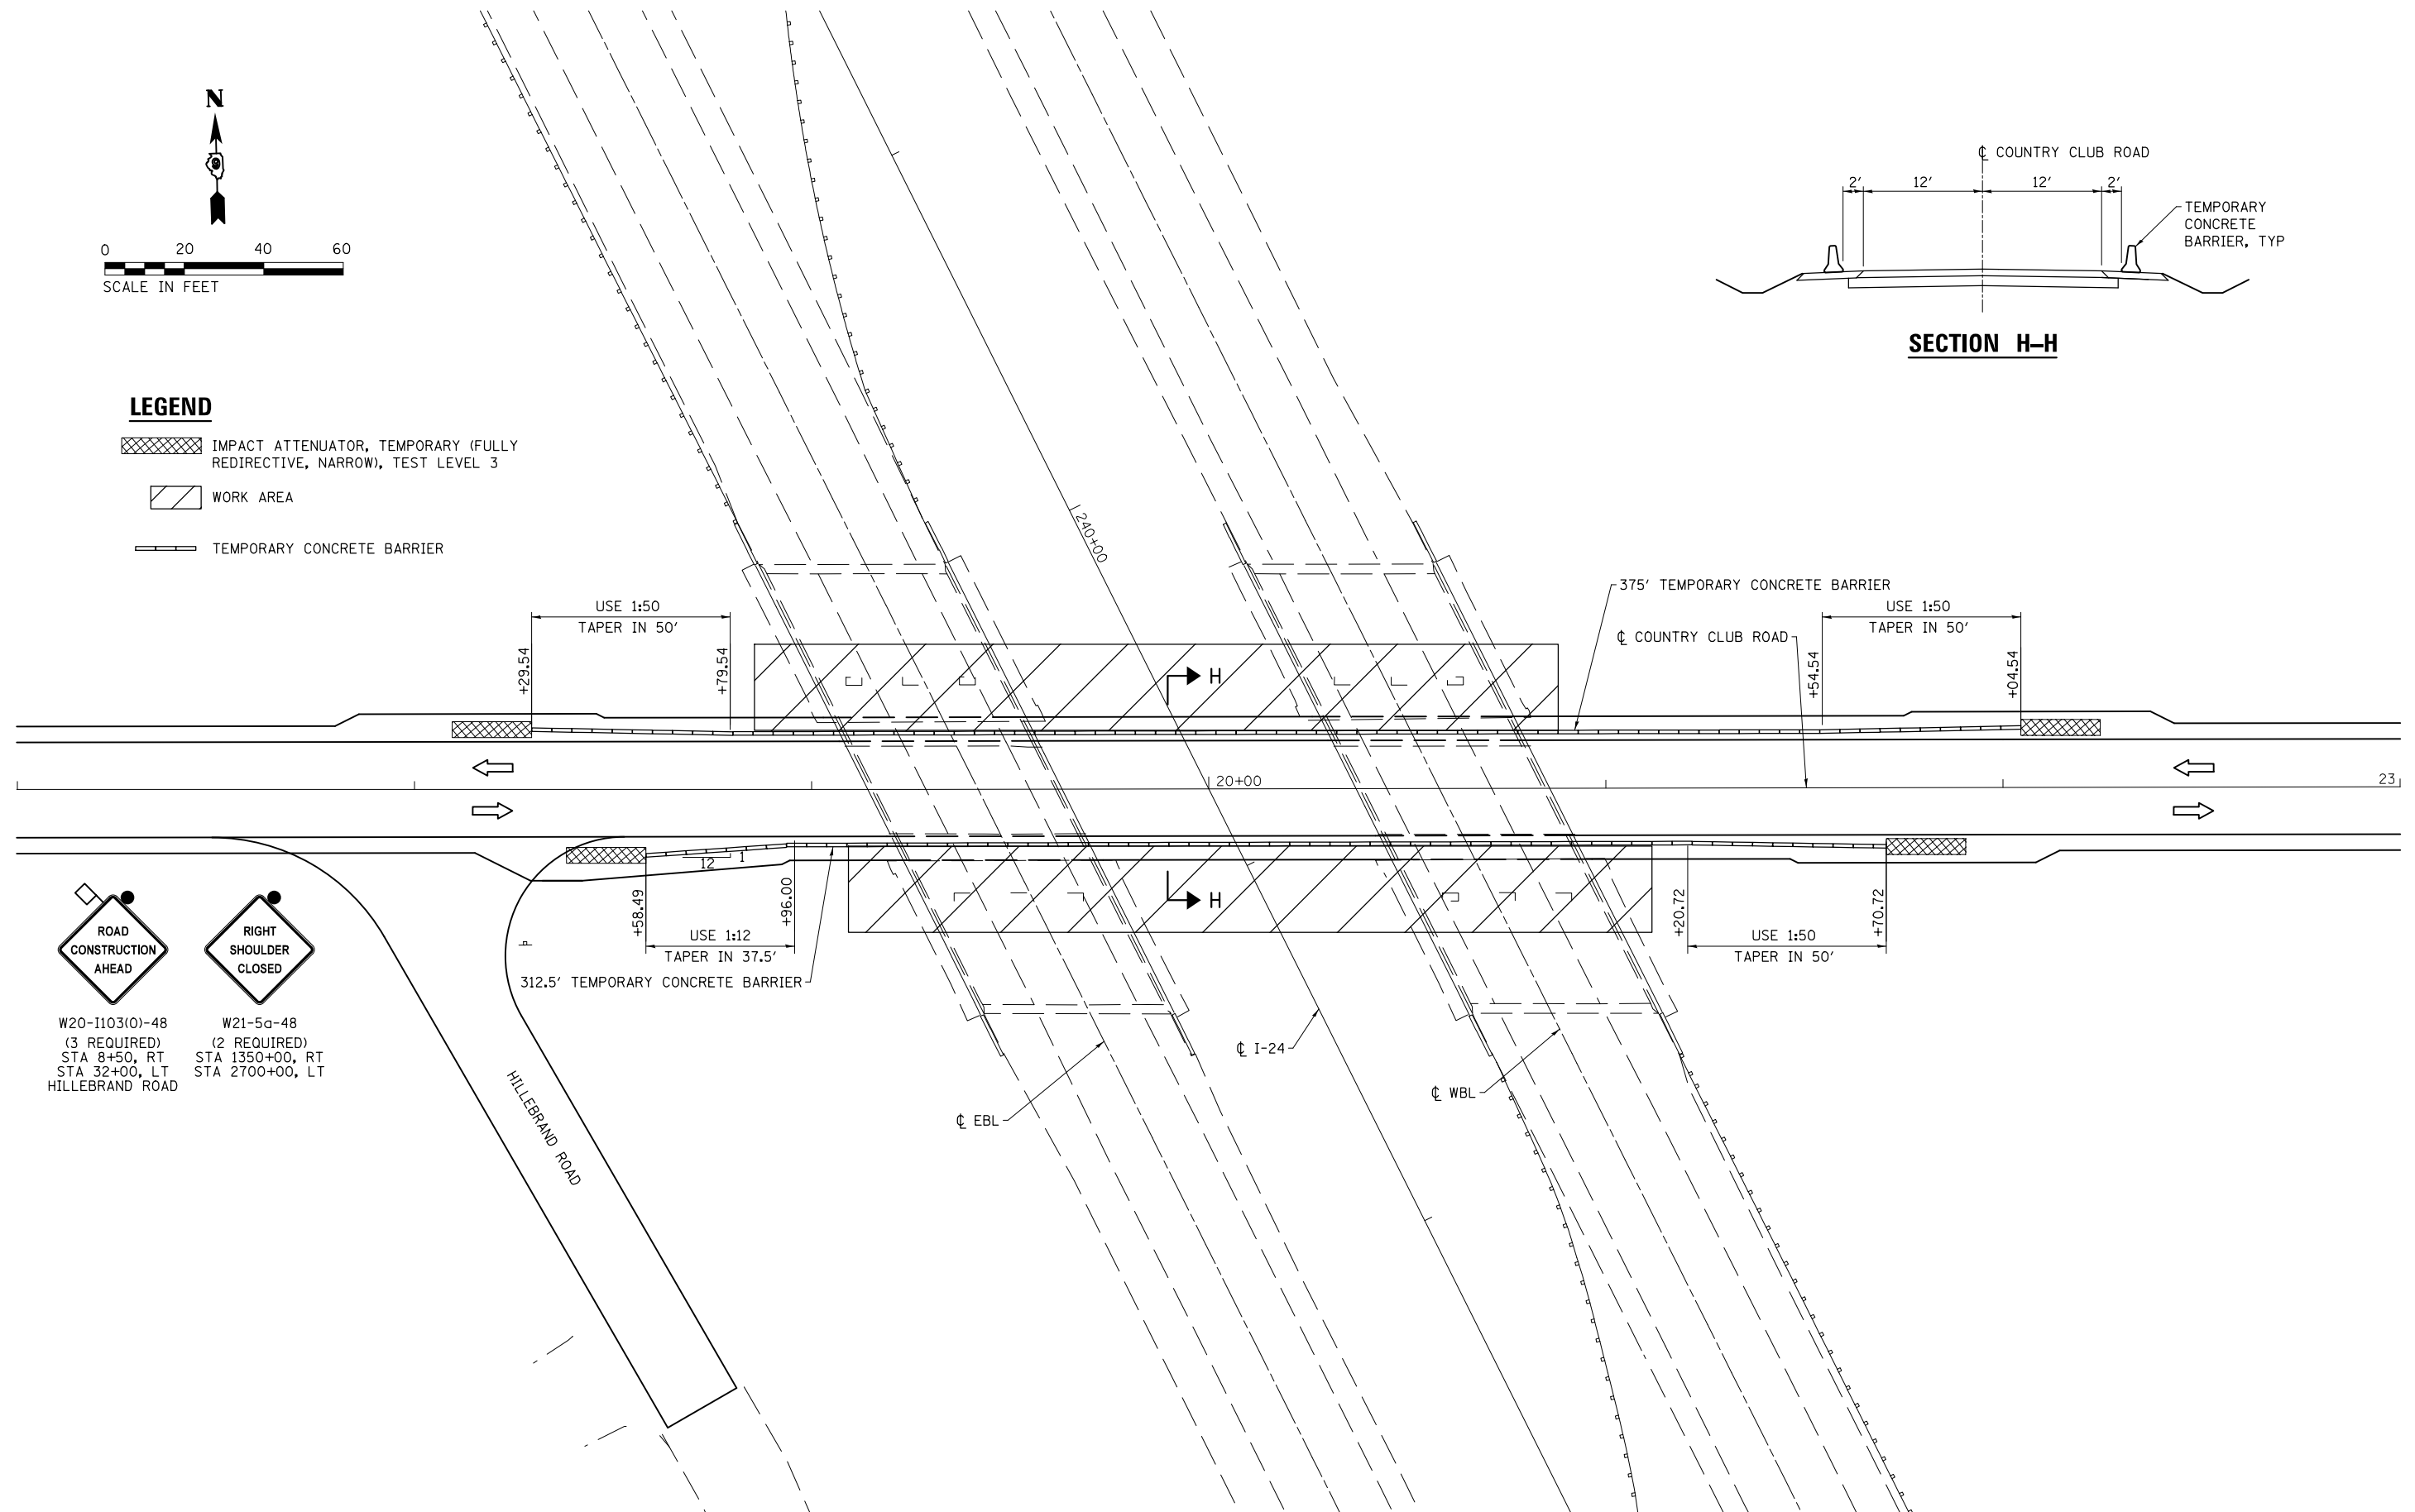 N
9
0 20 40 60
SCALE IN FEET
LEGEND
IMPACT ATTENUATOR, TEMPORARY (FULLY
REDIRECTIVE, NARROW), TEST LEVEL 3
WORK AREA
TEMPORARY CONCRETE BARRIER
℄ COUNTRY CLUB ROAD
2' 12' 12' 2'
TEMPORARY
CONCRETE
BARRIER, TYP
SECTION H-H
240+00
USE 1:50
TAPER IN 50'
+29.54
+79.54
375' TEMPORARY CONCRETE BARRIER
℄ COUNTRY CLUB ROAD
USE 1:50
TAPER IN 50'
+54.54
+04.54
H
20+00
23
12 1
H
+58.49
+96.00
USE 1:12
TAPER IN 37.5'
312.5' TEMPORARY CONCRETE BARRIER
+20.72
+70.72
USE 1:50
TAPER IN 50'
ROAD
CONSTRUCTION
AHEAD
W20-I103(0)-48
(3 REQUIRED)
STA 8+50, RT
STA 32+00, LT
HILLEBRAND ROAD
RIGHT
SHOULDER
CLOSED
W21-5a-48
(2 REQUIRED)
STA 1350+00, RT
STA 2700+00, LT
HILLEBRAND ROAD
℄ I-24
℄ WBL
℄ EBL